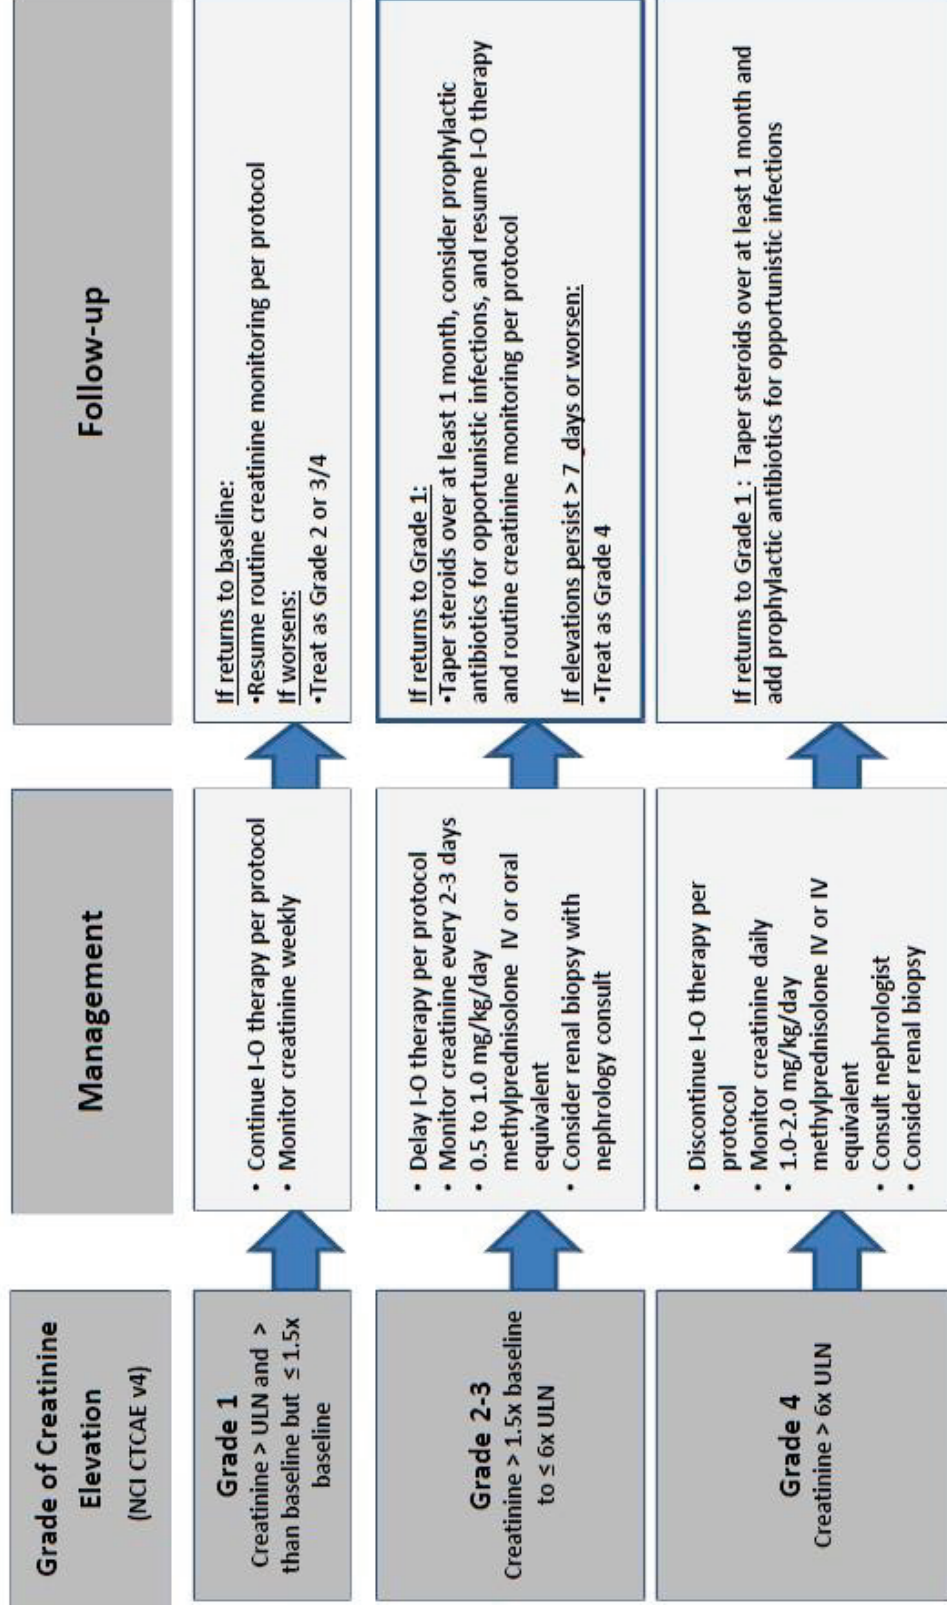 Grade of Creatinine
Elevation
(NCI CTCAE v4)
Management
Follow-up
Grade 1
Creatinine > ULN and >
than baseline but ≤ 1.5x
baseline
• Continue I-O therapy per protocol
• Monitor creatinine weekly
If returns to baseline:
•Resume routine creatinine monitoring per protocol
If worsens:
•Treat as Grade 2 or 3/4
Grade 2-3
Creatinine > 1.5x baseline
to ≤ 6x ULN
• Delay I-O therapy per protocol
• Monitor creatinine every 2-3 days
• 0.5 to 1.0 mg/kg/day
methylprednisolone IV or oral
equivalent
• Consider renal biopsy with
nephrology consult
If returns to Grade 1:
•Taper steroids over at least 1 month, consider prophylactic
antibiotics for opportunistic infections, and resume I-O therapy
and routine creatinine monitoring per protocol
If elevations persist > 7 days or worsen:
•Treat as Grade 4
Grade 4
Creatinine > 6x ULN
• Discontinue I-O therapy per
protocol
• Monitor creatinine daily
• 1.0-2.0 mg/kg/day
methylprednisolone IV or IV
equivalent
• Consult nephrologist
• Consider renal biopsy
If returns to Grade 1 : Taper steroids over at least 1 month and
add prophylactic antibiotics for opportunistic infections